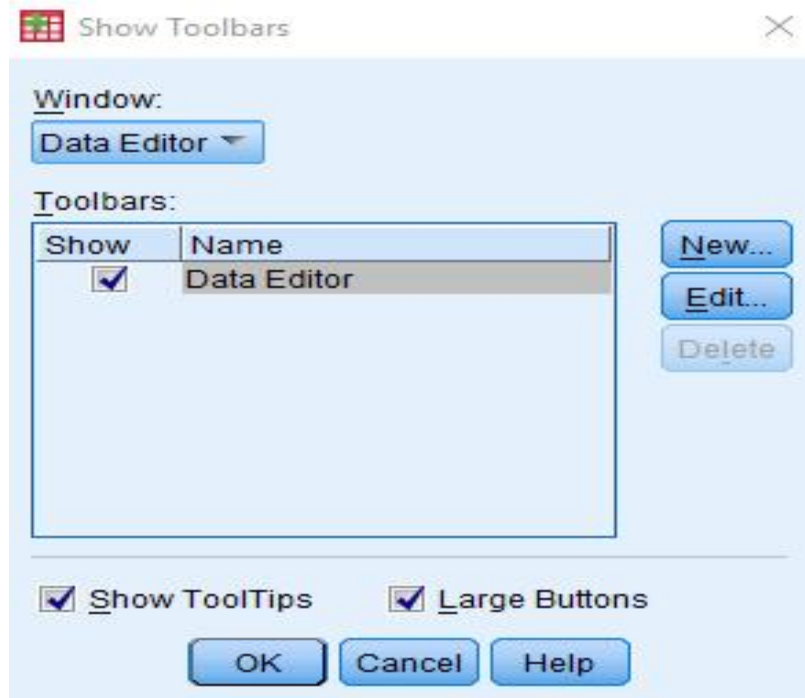 Show Toolbars
Window:
Data Editor
Toolbars:
Show Name
Data Editor
New...
Edit...
Delete
Show ToolTips Large Buttons
OK Cancel Help